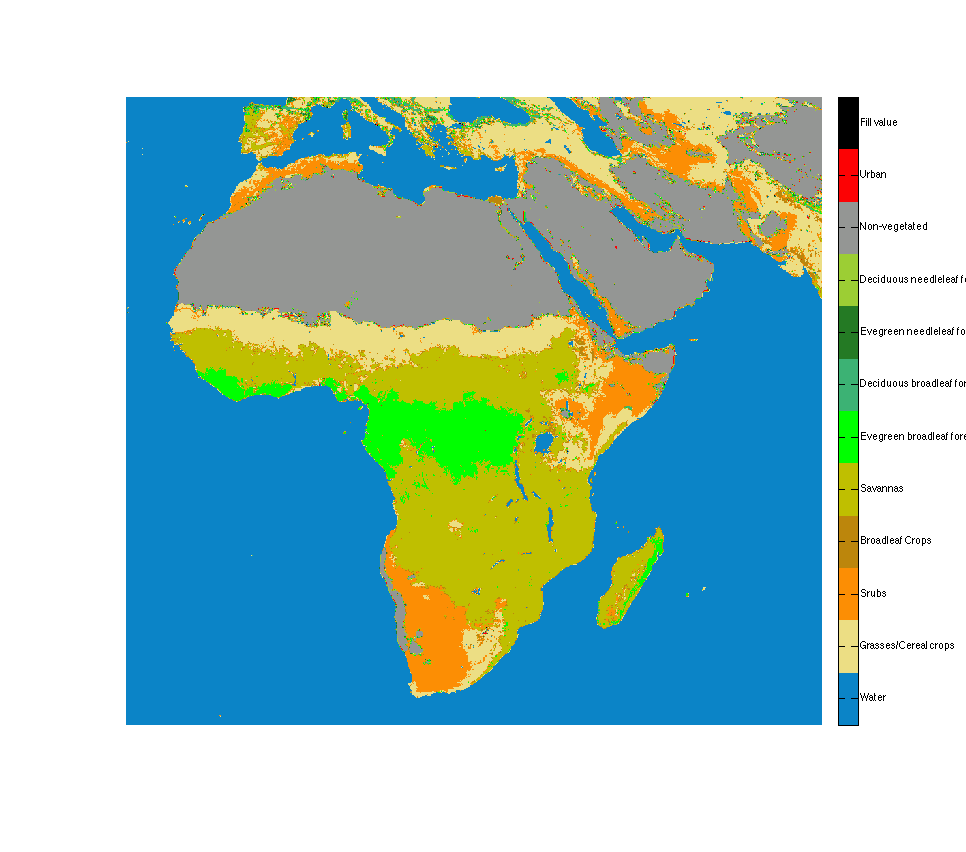 Fill value
Urban
Non-vegetated
Deciduous needleleaf f
Evegreen needleleaf fo
Deciduous broadleaf for
Evegreen broadleaf fore
Savannas
Broadleaf Crops
Srubs
Grasses/Cereal crops
Water